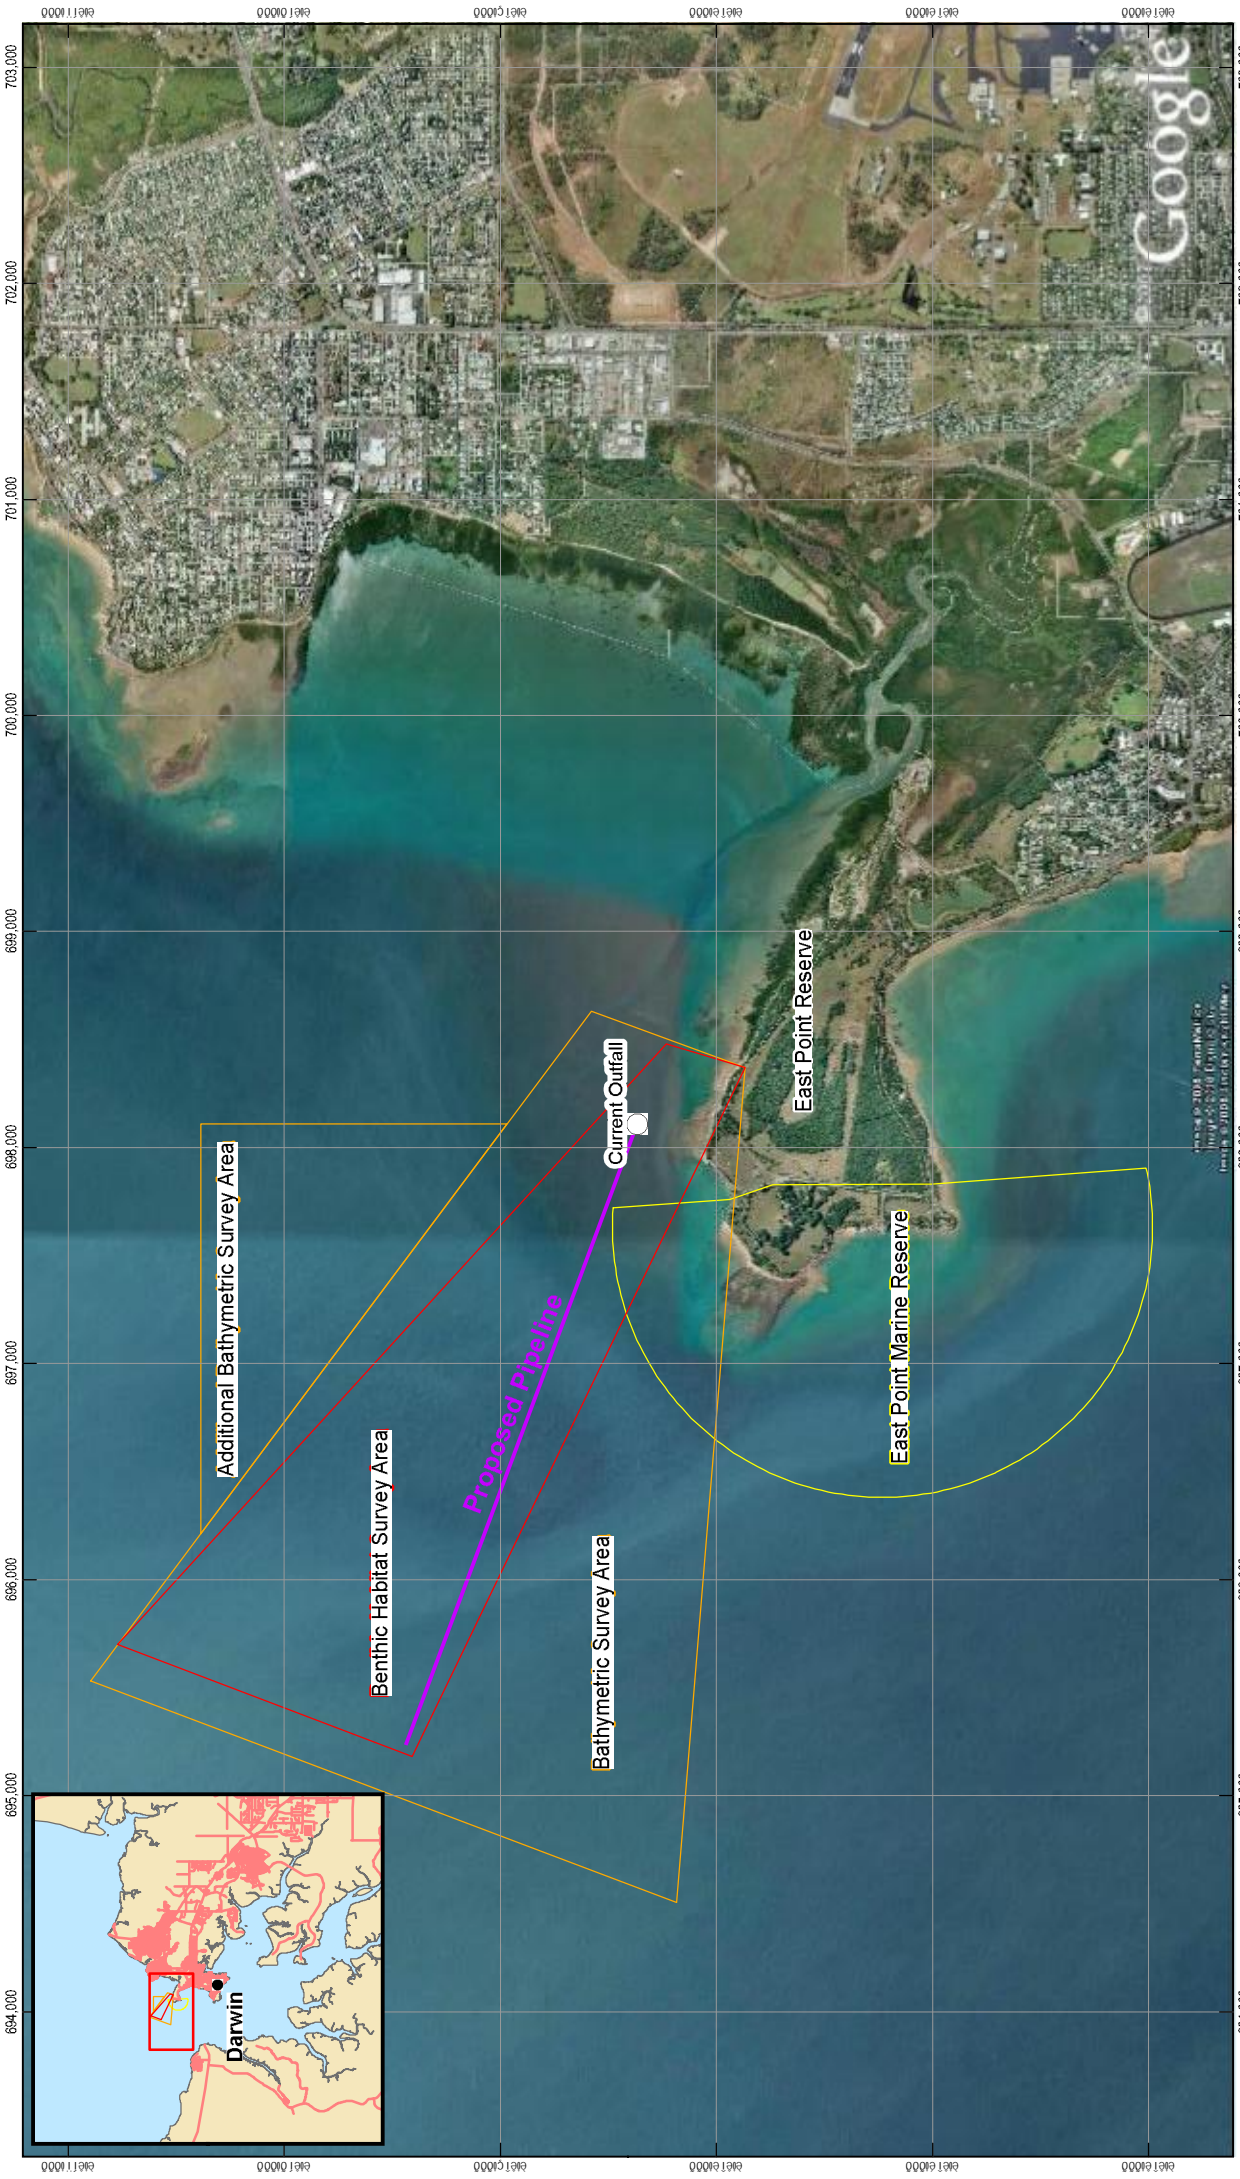 703,000
702,000
701,000
700,000
699,000
698,000
697,000
696,000
695,000
694,000
Google
East Point Reserve
Current Outfall
Additional Bathymetric Survey Area
Proposed Pipeline
East Point Marine Reserve
Benthic Habitat Survey Area
Bathymetric Survey Area
Darwin